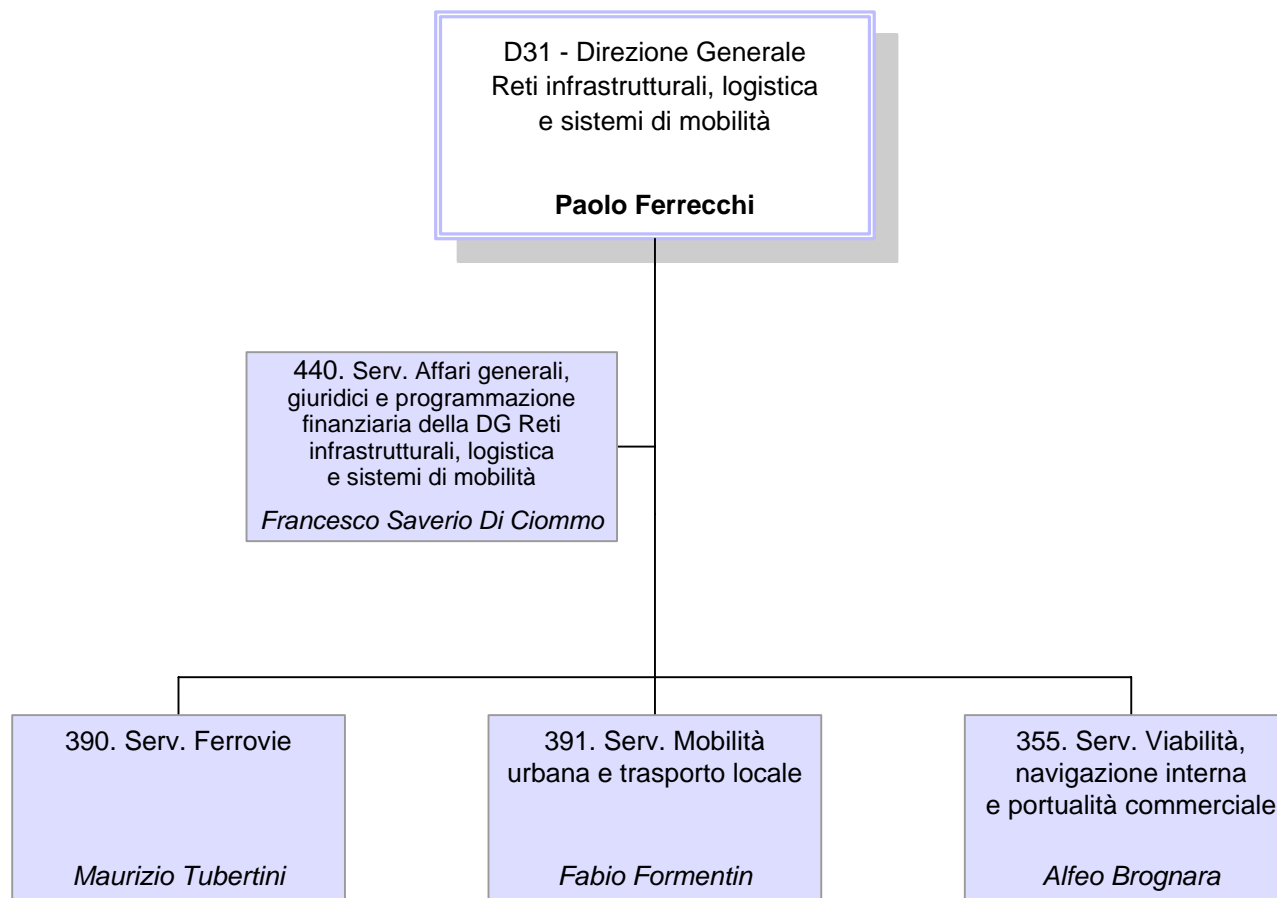 D31 - Direzione Generale
Reti infrastrutturali, logistica
e sistemi di mobilità
Paolo Ferrecchi
440. Serv. Affari generali,
giuridici e programmazione
finanziaria della DG Reti
infrastrutturali, logistica
e sistemi di mobilità
Francesco Saverio Di Ciommo
390. Serv. Ferrovie
Maurizio Tubertini
391. Serv. Mobilità
urbana e trasporto locale
Fabio Formentin
355. Serv. Viabilità,
navigazione interna
e portualità commerciale
Alfeo Brognara